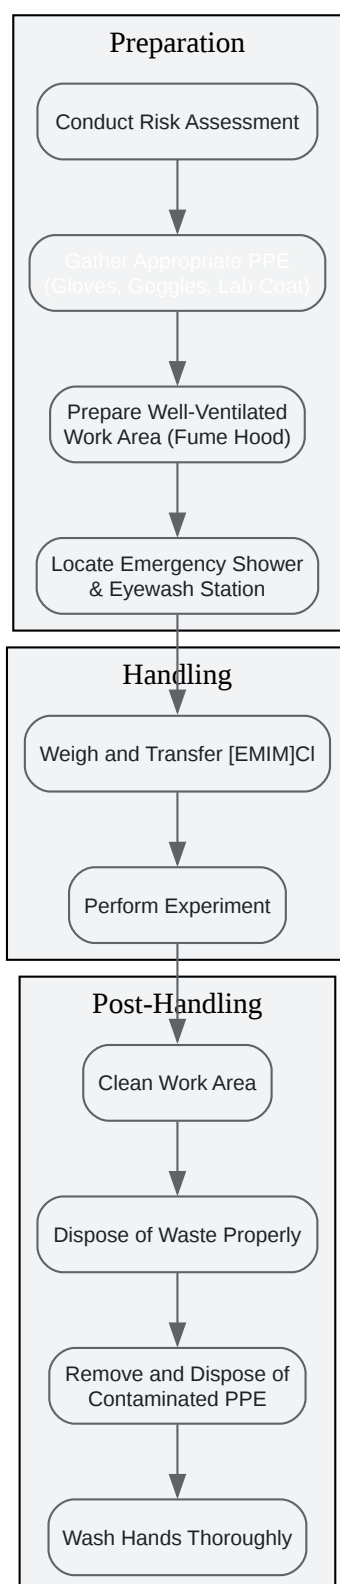 Preparation
Conduct Risk Assessment
Gather Appropriate PPE
(Gloves, Goggles, Lab Coat)
Prepare Well-Ventilated
Work Area (Fume Hood)
Locate Emergency Shower
& Eyewash Station
Handling
Weigh and Transfer [EMIM]Cl
Perform Experiment
Post-Handling
Clean Work Area
Dispose of Waste Properly
Remove and Dispose of
Contaminated PPE
Wash Hands Thoroughly